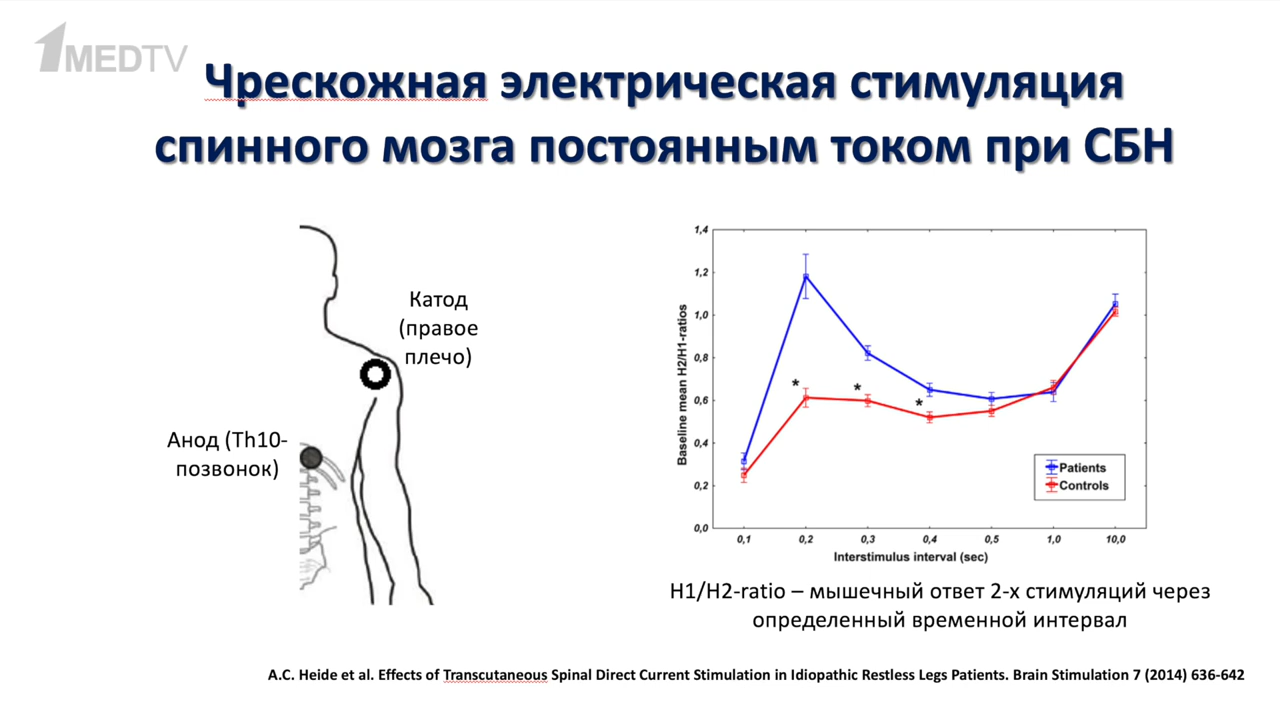 1MEDTV
Чрескожная электрическая стимуляция
спинного мозга постоянным током при СБН
Катод
(правое
плечо)
Анод (Th10-
позвонок)
Baseline mean H2/H1-ratios
1,4
1,2
1,0
0,8
0,6
0,4
0,2
0,0
*
*
*
Patients
Controls
0,1 0,2 0,3 0,4 0,5 1,0 10,0
Interstimulus interval (sec)
H1/H2-ratio – мышечный ответ 2-х стимуляций через
определенный временной интервал
A.C. Heide et al. Effects of Transcutaneous Spinal Direct Current Stimulation in Idiopathic Restless Legs Patients. Brain Stimulation 7 (2014) 636-642